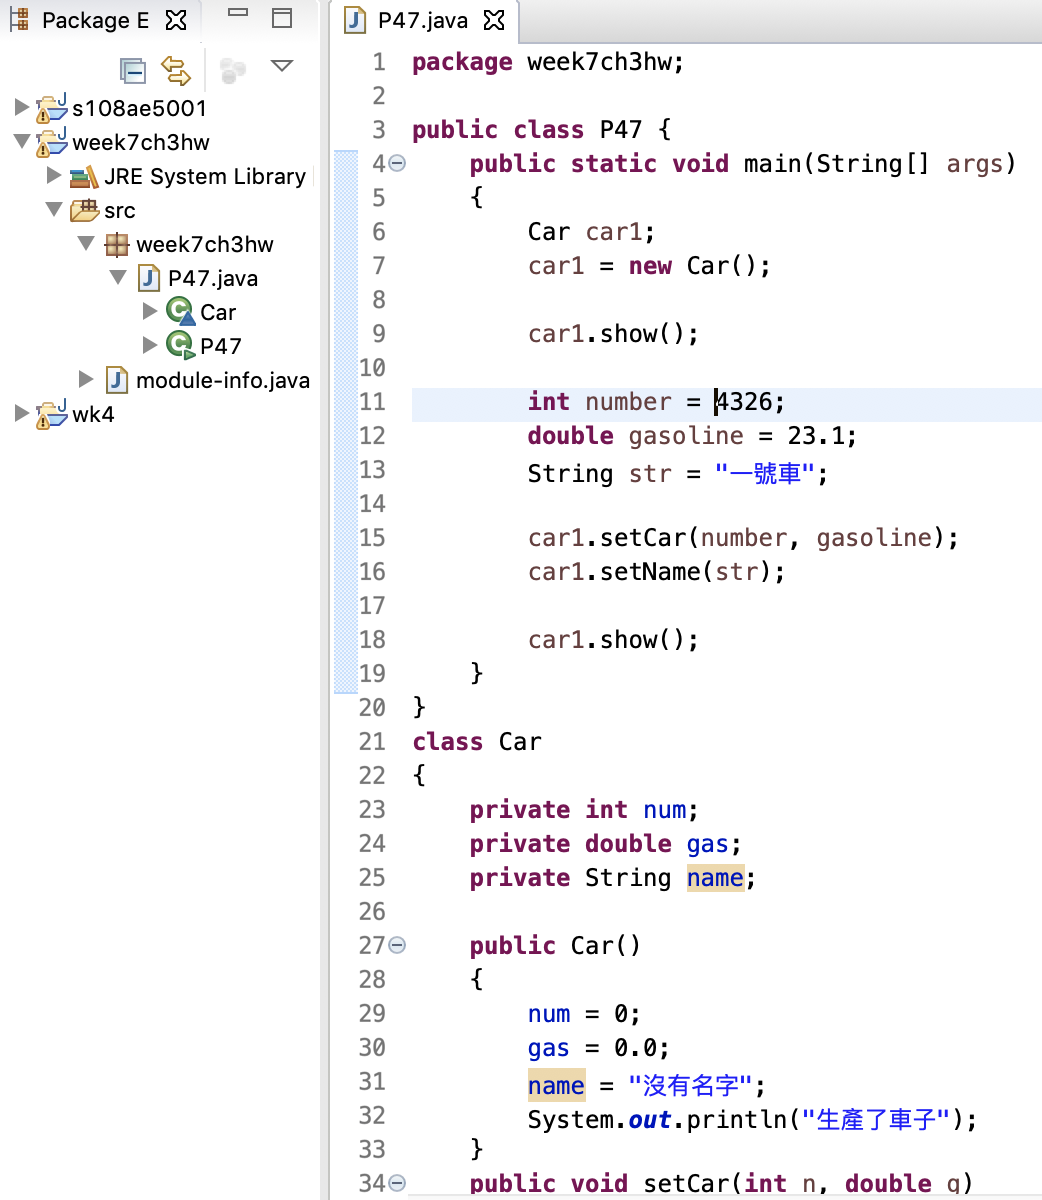 Package E
P47.java
s108ae5001
week7ch3hw
JRE System Library
src
week7ch3hw
P47.java
Car
P47
module-info.java
wk4
1 package week7ch3hw;
2
3 public class P47 {
4 public static void main(String[] args)
5 {
6 Car car1;
7 car1 = new Car();
8
9 car1.show();
10
11 int number = 4326;
12 double gasoline = 23.1;
13 String str = "一號車";
14
15 car1.setCar(number, gasoline);
16 car1.setName(str);
17
18 car1.show();
19 }
20 }
21 class Car
22 {
23 private int num;
24 private double gas;
25 private String name;
26
27 public Car()
28 {
29 num = 0;
30 gas = 0.0;
31 name = "沒有名字";
32 System.out.println("生產了車子");
33 }
34 public void setCar(int n, double g)